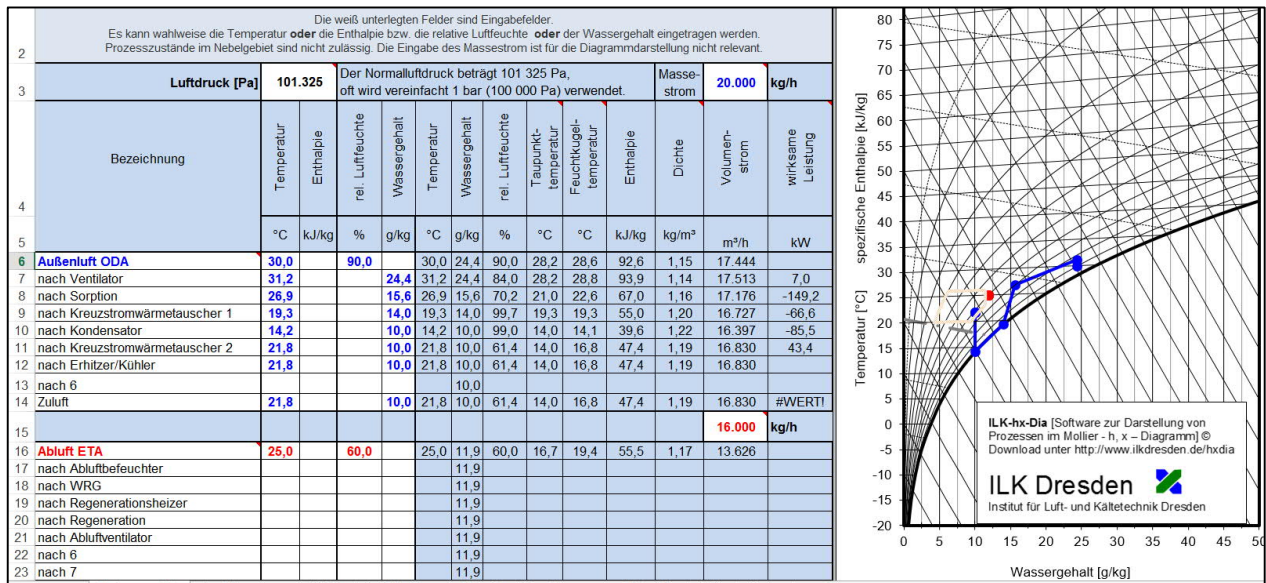 Die weiß unterlegten Felder sind Eingabefelder.
Es kann wahlweise die Temperatur oder die Enthalpie bzw. die relative Luftfeuchte oder der Wassergehalt eingetragen werden.
Prozesszustände im Nebelgebiet sind nicht zulässig. Die Eingabe des Massestrom ist für die Diagrammdarstellung nicht relevant.
2
3 Luftdruck [Pa] 101.325 Der Normalluftdruck beträgt 101 325 Pa, oft wird vereinfacht 1 bar (100 000 Pa) verwendet. Masse-strom 20.000 kg/h
4 Bezeichnung Temperatur Enthalpie rel. Luftfeuchte Wassergehalt Temperatur Wassergehalt rel. Luftfeuchte Taupunkt-temperatur Feuchtkugel-temperatur Enthalpie Dichte Volumen-strom wirksame Leistung
5 °C kJ/kg % g/kg °C g/kg % °C °C kJ/kg kg/m³ m³/h kW
6 Außenluft ODA 30,0 90,0 30,0 24,4 90,0 28,2 28,6 92,6 1,15 17.444
7 nach Ventilator 31,2 24,4 31,2 24,4 84,0 28,2 28,8 93,9 1,14 17.513 7,0
8 nach Sorption 26,9 15,6 26,9 15,6 70,2 21,0 22,6 67,0 1,16 17.176 -149,2
9 nach Kreuzstromwärmetauscher 1 19,3 14,0 19,3 14,0 99,7 19,3 19,3 55,0 1,20 16.727 -66,6
10 nach Kondensator 14,2 10,0 14,2 10,0 99,0 14,0 14,1 39,6 1,22 16.397 -85,5
11 nach Kreuzstromwärmetauscher 2 21,8 10,0 21,8 10,0 61,4 14,0 16,8 47,4 1,19 16.830 43,4
12 nach Erhitzer/Kühler 21,8 10,0 21,8 10,0 61,4 14,0 16,8 47,4 1,19 16.830
13 nach 6 10,0
14 Zuluft 21,8 10,0 21,8 10,0 61,4 14,0 16,8 47,4 1,19 16.830 #WERT!
15 16.000 kg/h
16 Abluft ETA 25,0 60,0 25,0 11,9 60,0 16,7 19,4 55,5 1,17 13.626
17 nach Abluftbefeuchter 11,9
18 nach WRG 11,9
19 nach Regenerationsheizer 11,9
20 nach Regeneration 11,9
21 nach Abluftventilator 11,9
22 nach 6 11,9
23 nach 7 11,9
Temperatur [°C] spezifische Enthalpie [kJ/kg]
80
75
70
65
60
55
50
45
40
35
30
25
20
15
10
5
0
-5
-10
-15
-20
ILK-hx-Dia [Software zur Darstellung von
Prozessen im Mollier - h, x – Diagramm] ©
Download unter http://www.ilkdresden.de/hxdia
ILK Dresden
Institut für Luft- und Kältetechnik Dresden
0 5 10 15 20 25 30 35 40 45 50
Wassergehalt [g/kg]